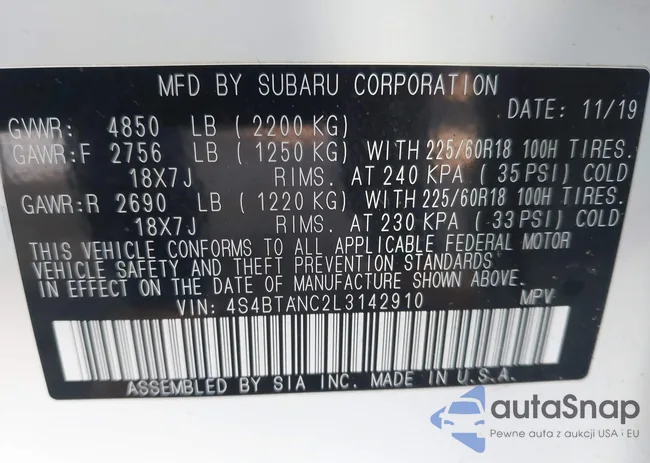 MFD BY SUBARU CORPORATION
DATE: 11/19
GVWR: 4850 LB (2200 KG)
GAWR:F 2756 LB (1250 KG) WITH 225/60R18 100H TIRES.
18X7J RIMS. AT 240 KPA (35 PSI) COLD
GAWR:R 2690 LB (1220 KG) WITH 225/60R18 100H TIRES.
18X7J RIMS. AT 230 KPA (33 PSI) COLD
THIS VEHICLE CONFORMS TO ALL APPLICABLE FEDERAL MOTOR
VEHICLE SAFETY AND THEFT PREVENTION STANDARDS
IN EFFECT ON THE DATE OF MANUFACTURE SHOWN ABOVE.
VIN: 4S4BTANC2L3142910 MPV
ASSEMBLED BY SIA INC. MADE IN U.S.A.
autaSnap
Pewne auta z aukcji USA i EU